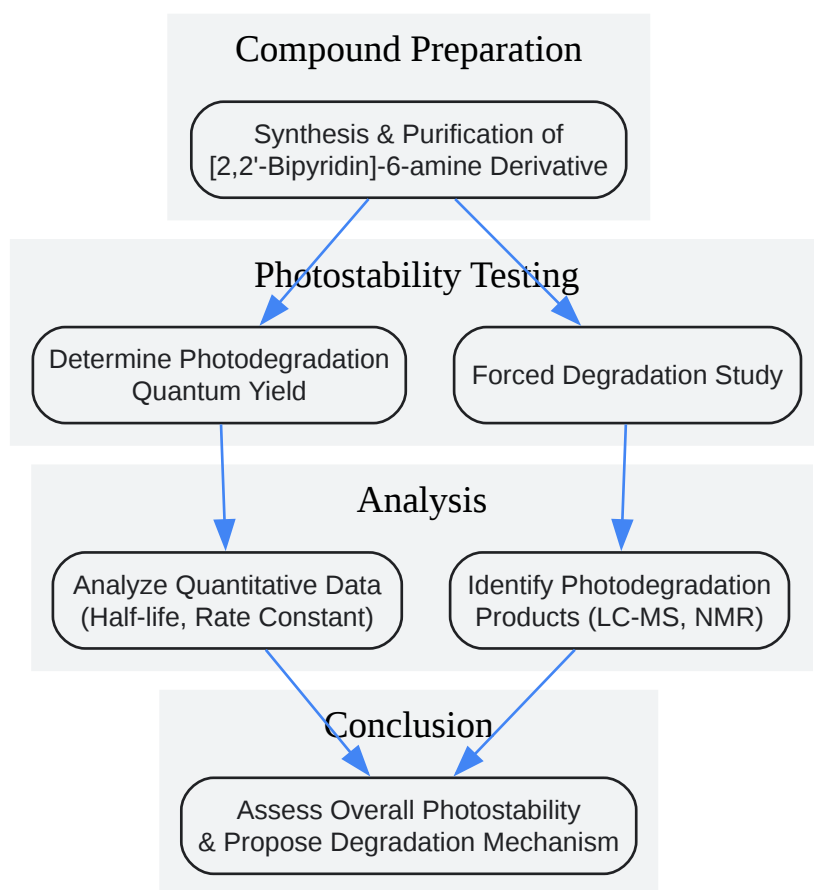 Compound Preparation
Synthesis & Purification of
[2,2'-Bipyridin]-6-amine Derivative
Photostability Testing
Determine Photodegradation
Quantum Yield
Forced Degradation Study
Analysis
Analyze Quantitative Data
(Half-life, Rate Constant)
Identify Photodegradation
Products (LC-MS, NMR)
Conclusion
Assess Overall Photostability
& Propose Degradation Mechanism